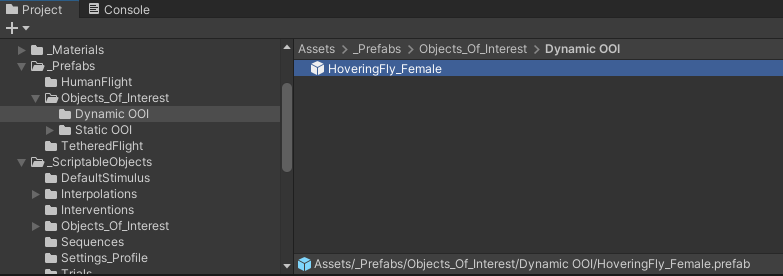 Project
Console
_Materials
_Prefabs
HumanFlight
Objects_Of_Interest
Dynamic OOI
Static OOI
TetheredFlight
_ScriptableObjects
DefaultStimulus
Interpolations
Interventions
Objects_Of_Interest
Sequences
Settings_Profile
Trials
Assets > _Prefabs > Objects_Of_Interest > Dynamic OOI
HoveringFly_Female
Assets/_Prefabs/Objects_Of_Interest/Dynamic OOI/HoveringFly_Female.prefab